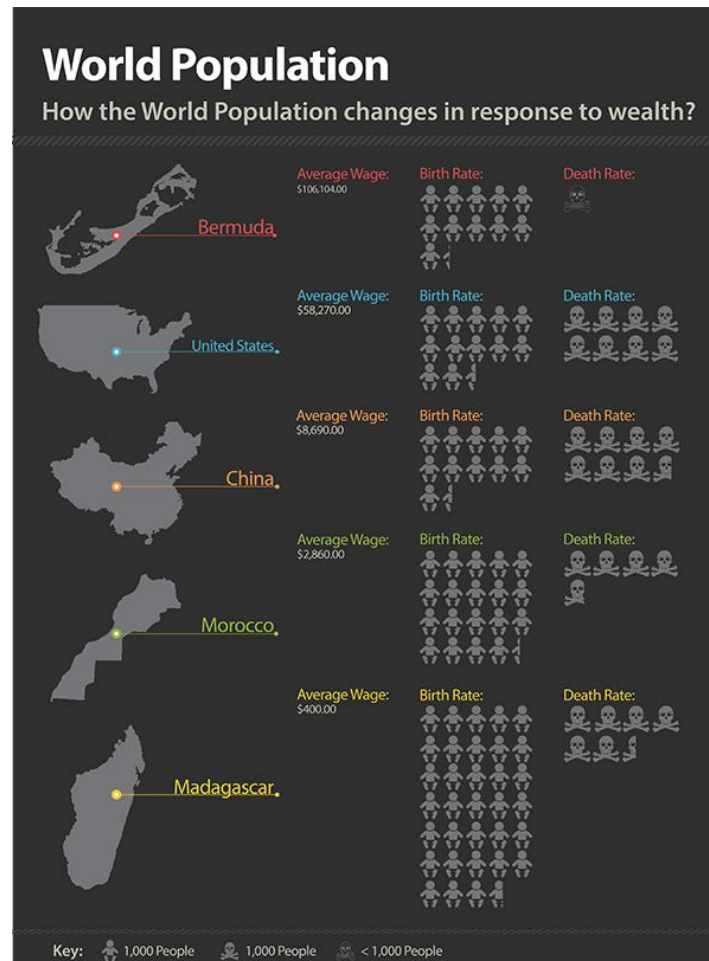 World Population
How the World Population changes in response to wealth?
Average Wage: Birth Rate: Death Rate:
$106,104.00
Bermuda
Average Wage: Birth Rate: Death Rate:
$58,270.00
United States
Average Wage: Birth Rate: Death Rate:
$8,690.00
China
Average Wage: Birth Rate: Death Rate:
$2,860.00
Morocco
Average Wage: Birth Rate: Death Rate:
$400.00
Madagascar
Key: 1,000 People 1,000 People < 1,000 People